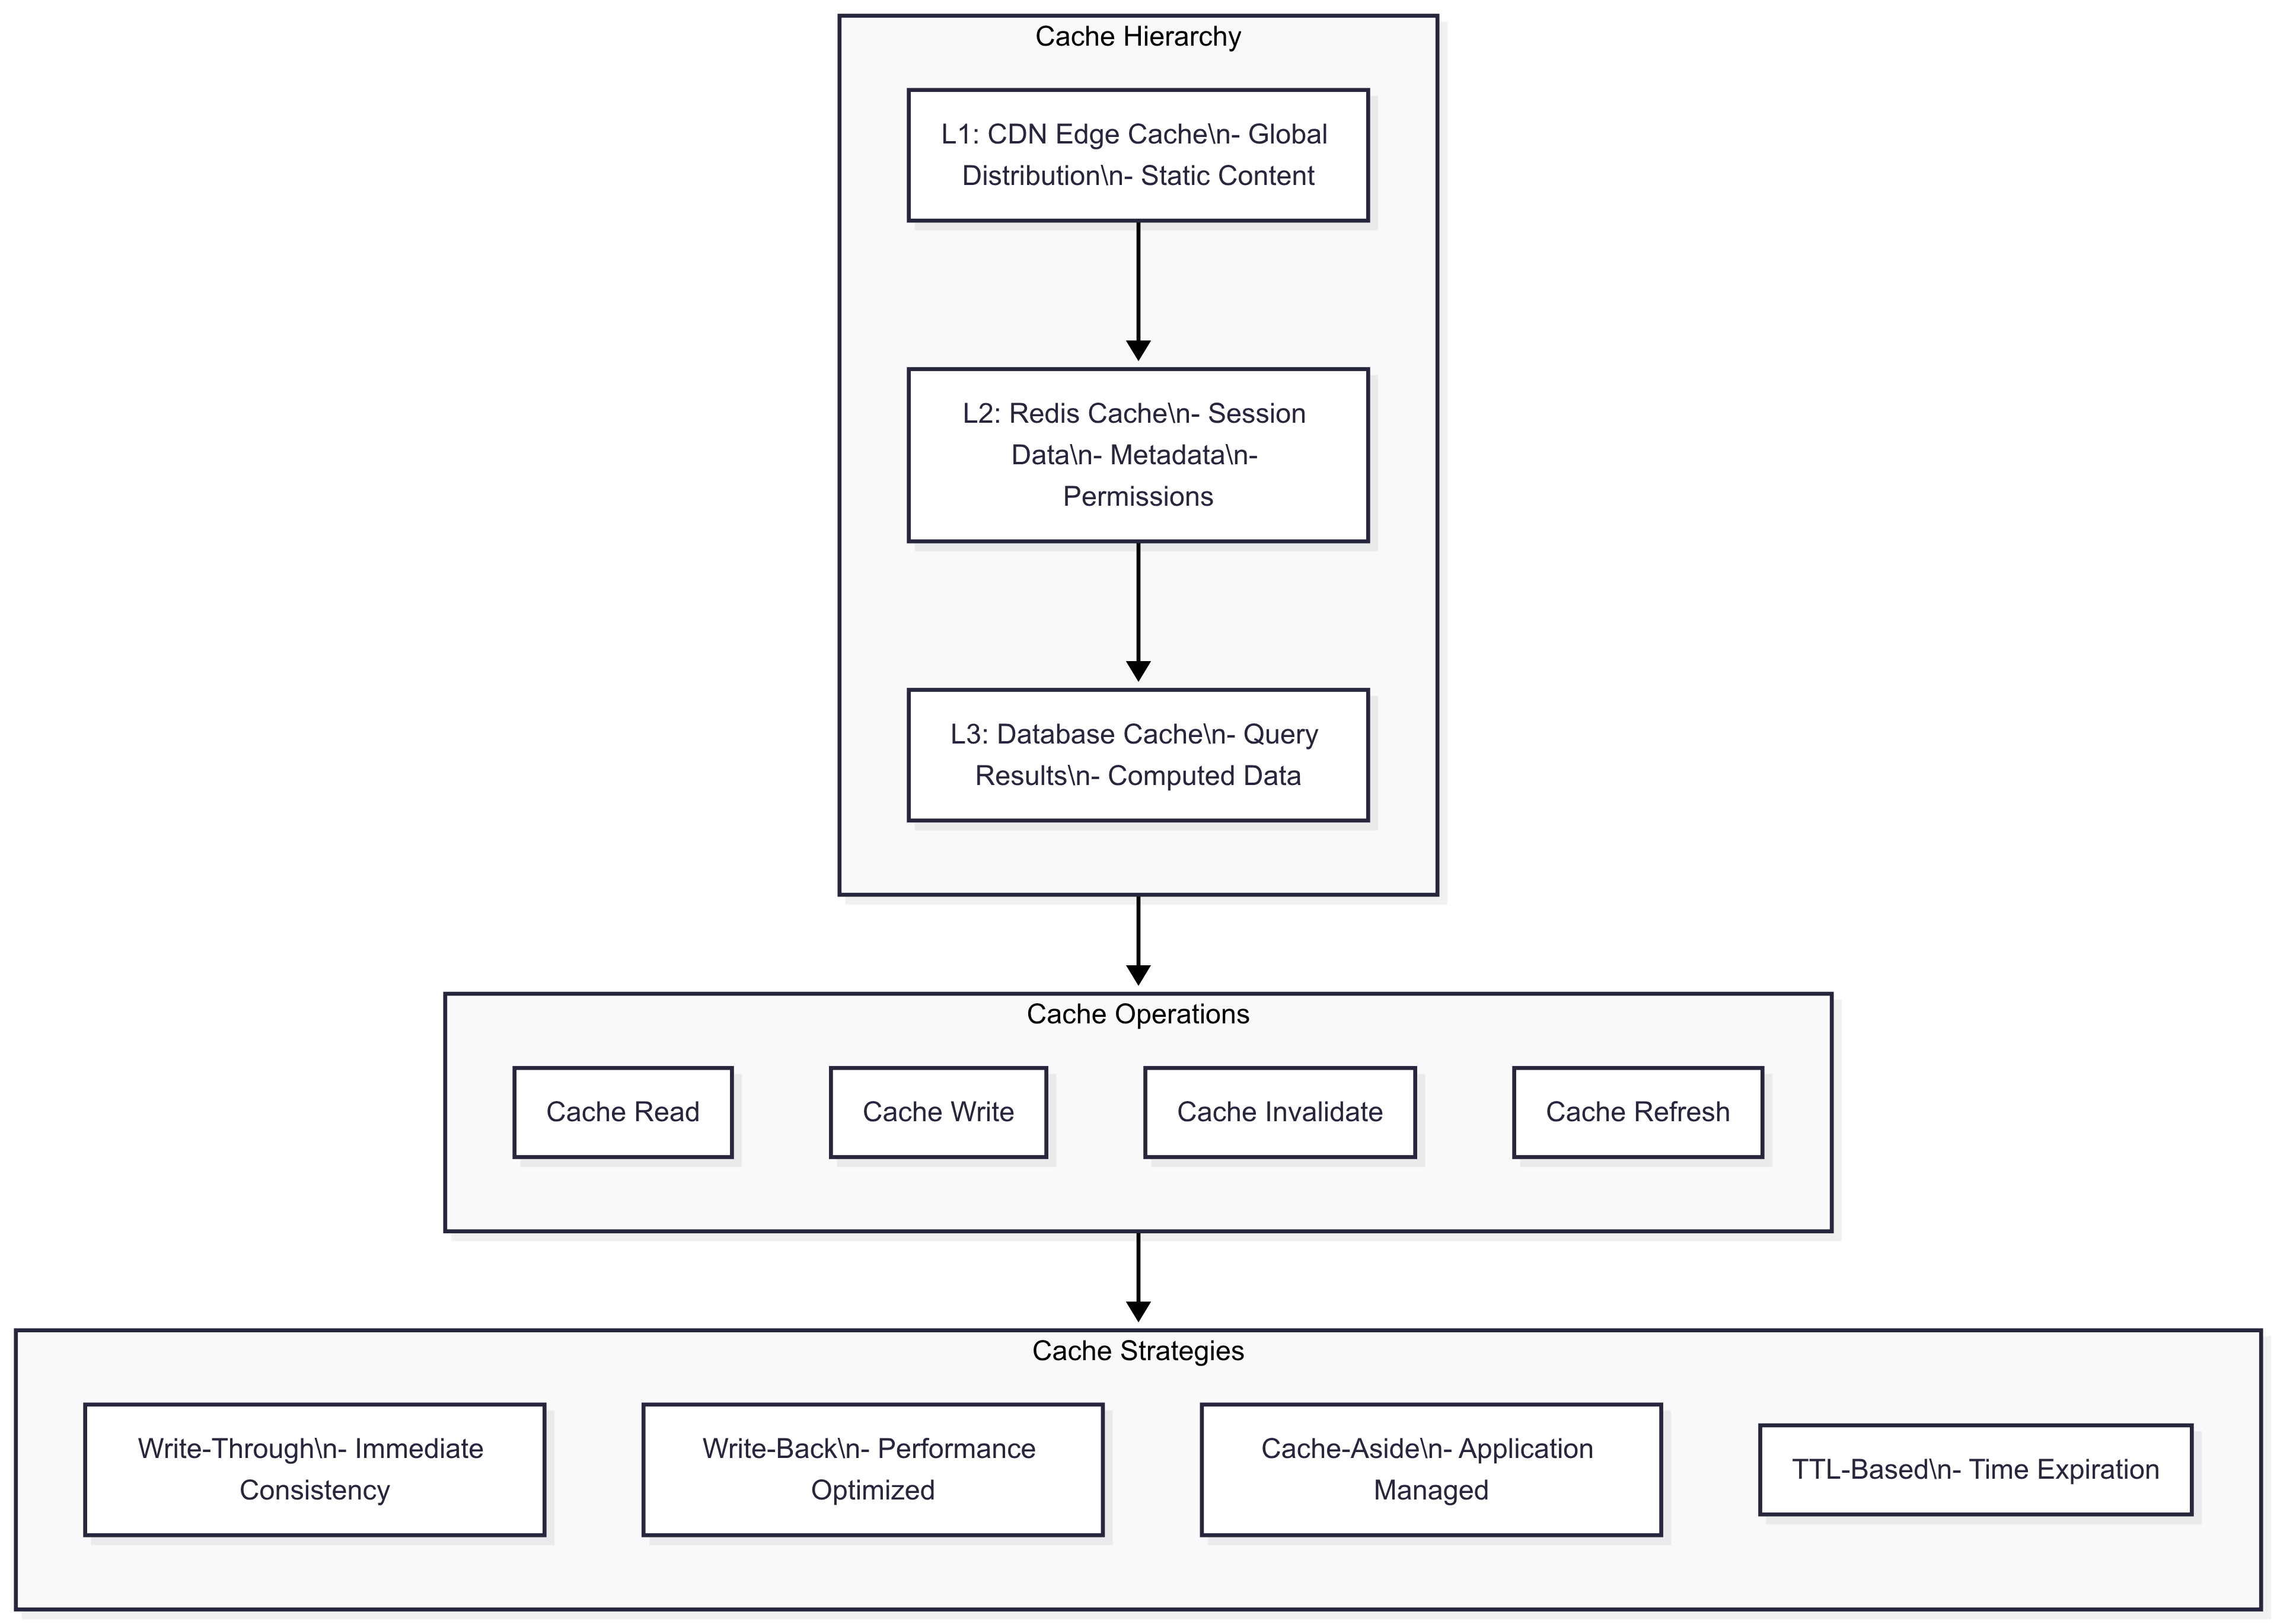 Cache Hierarchy
L1: CDN Edge Cache\n- Global
Distribution\n- Static Content
L2: Redis Cache\n- Session
Data\n- Metadata\n-
Permissions
L3: Database Cache\n- Query
Results\n- Computed Data
Cache Operations
Cache Read
Cache Write
Cache Invalidate
Cache Refresh
Cache Strategies
Write-Through\n- Immediate
Consistency
Write-Back\n- Performance
Optimized
Cache-Aside\n- Application
Managed
TTL-Based\n- Time Expiration